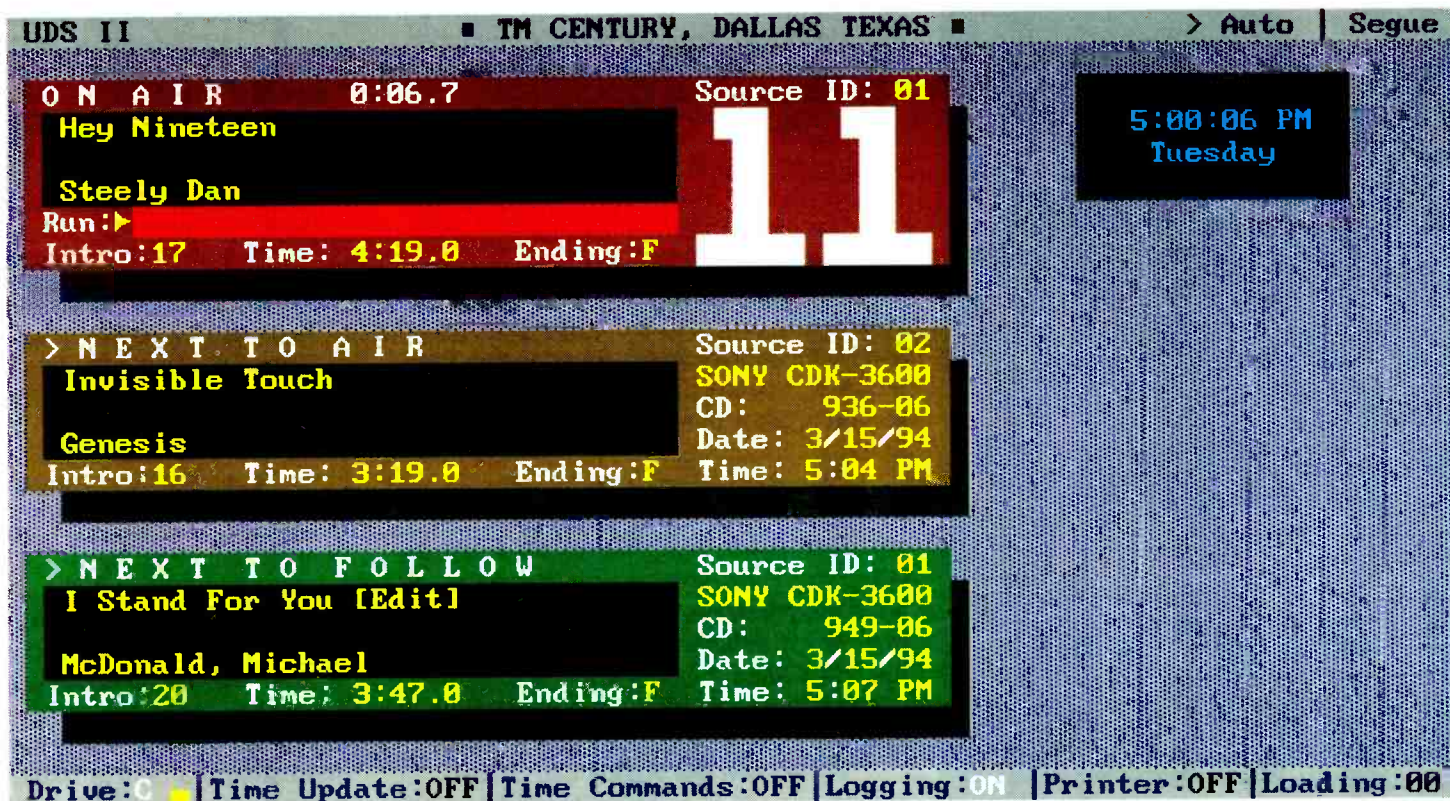 UDS II ■ TM CENTURY, DALLAS TEXAS ■ > Auto | Segue
O N A I R 0:06.7 Source ID: 01
Hey Nineteen
Steely Dan
Run:►
Intro:17 Time: 4:19.0 Ending:F
11
5:00:06 PM
Tuesday
> N E X T T O A I R Source ID: 02
Invisible Touch SONY CDK-3600
CD: 936-06
Genesis Date: 3/15/94
Intro:16 Time: 3:19.0 Ending:F Time: 5:04 PM
> N E X T T O F O L L O W Source ID: 01
I Stand For You [Edit] SONY CDK-3600
CD: 949-06
McDonald, Michael Date: 3/15/94
Intro:20 Time: 3:47.0 Ending:F Time: 5:07 PM
Drive:C |Time Update:OFF|Time Commands:OFF|Logging:ON |Printer:OFF|Loading:00